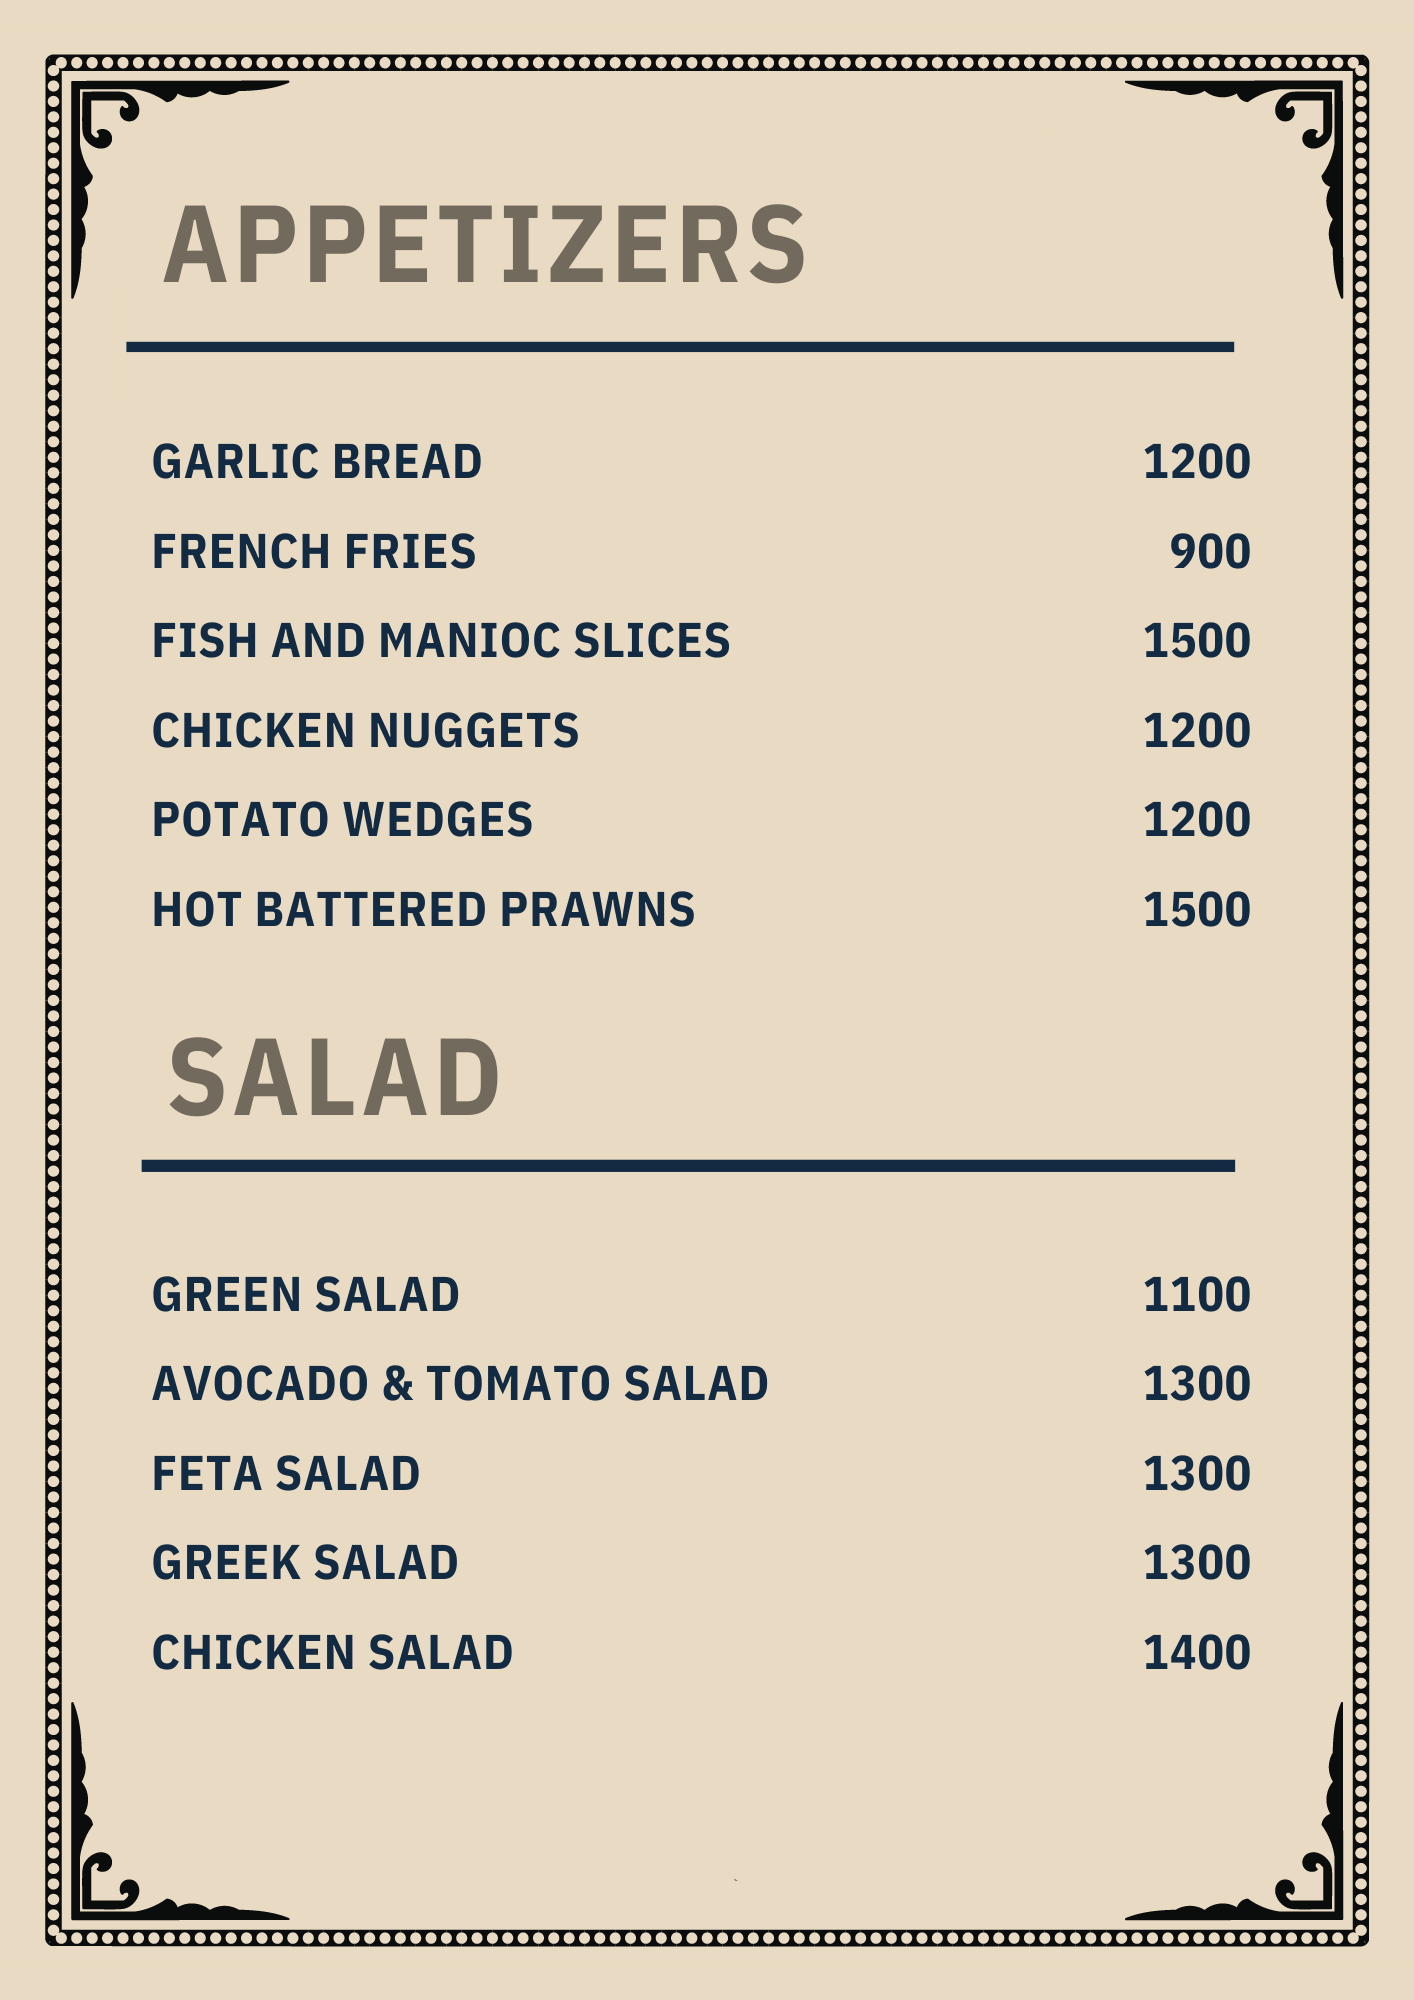 APPETIZERS
GARLIC BREAD 1200
FRENCH FRIES 900
FISH AND MANIOC SLICES 1500
CHICKEN NUGGETS 1200
POTATO WEDGES 1200
HOT BATTERED PRAWNS 1500
SALAD
GREEN SALAD 1100
AVOCADO & TOMATO SALAD 1300
FETA SALAD 1300
GREEK SALAD 1300
CHICKEN SALAD 1400